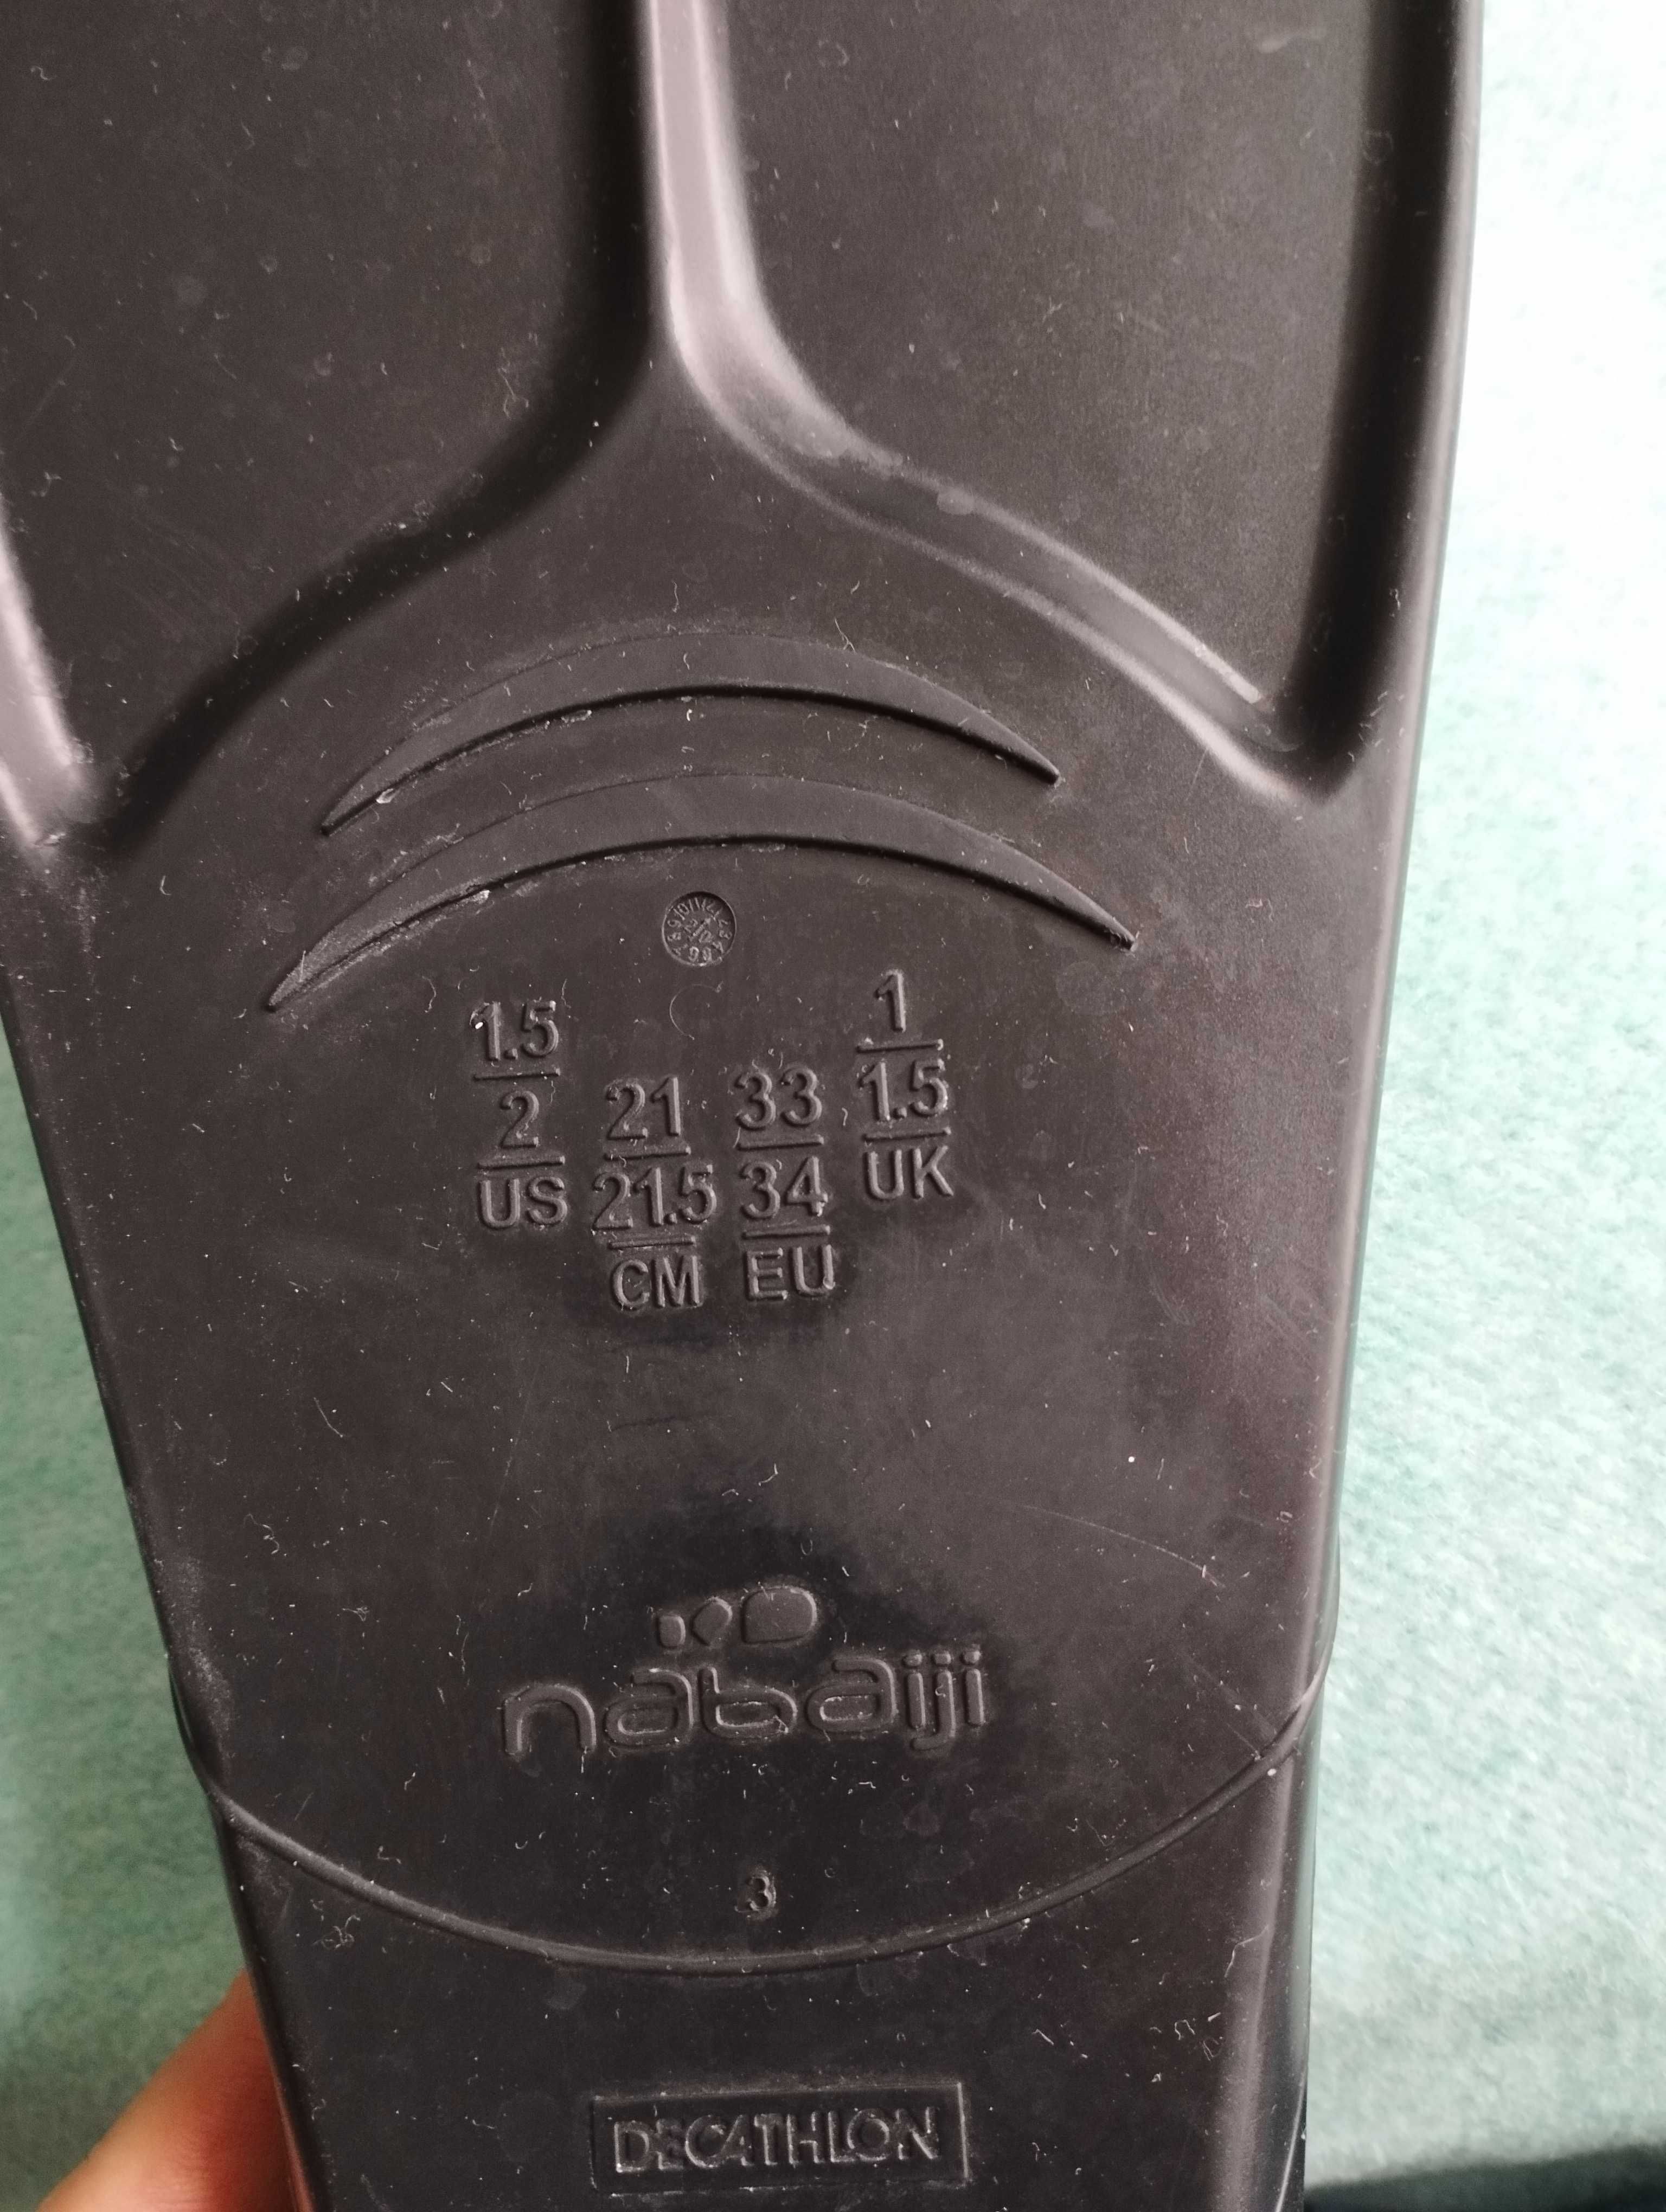 1.5
2
US
21
21.5
CM
33
34
EU
1
1.5
UK
nabaiji
3
DECATHLON